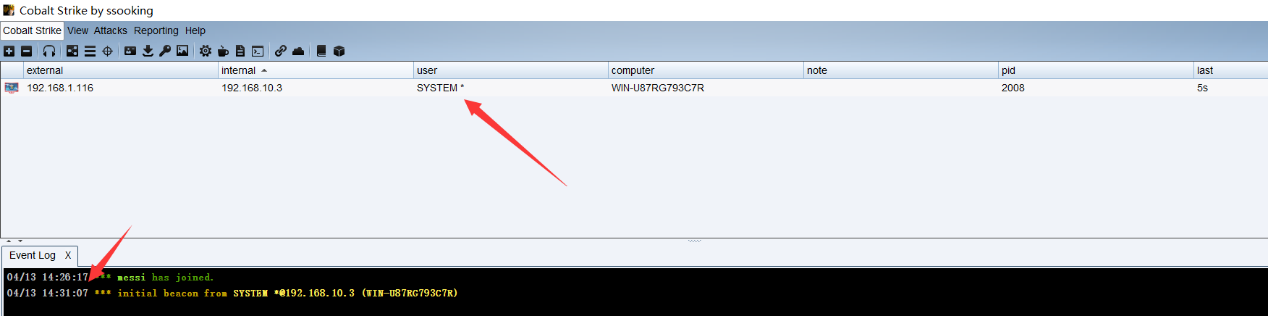 Cobalt Strike by ssooking
Cobalt Strike View Attacks Reporting Help
external internal user computer note pid last
192.168.1.116 192.168.10.3 SYSTEM * WIN-U87RG793C7R 2008 5s
Event Log X
04/13 14:26:17 *** messi has joined.
04/13 14:31:07 *** initial beacon from SYSTEM *@192.168.10.3 (WIN-U87RG793C7R)